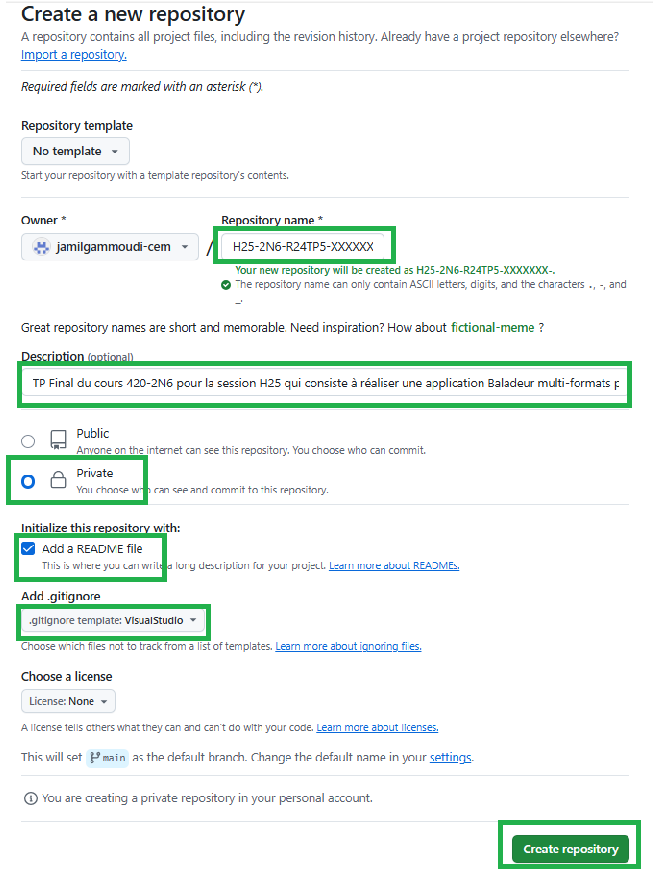 Create a new repository
A repository contains all project files, including the revision history. Already have a project repository elsewhere?
Import a repository.
Required fields are marked with an asterisk (*).
Repository template
No template
Start your repository with a template repository's contents.
Owner *
Repository name *
jamilgammoudi-cem
/
H25-2N6-R24TP5-XXXXXX
Your new repository will be created as H25-2N6-R24TP5-XXXXXXX-.
The repository name can only contain ASCII letters, digits, and the characters ., -, and
_.
Great repository names are short and memorable. Need inspiration? How about fictional-meme ?
Description (optional)
TP Final du cours 420-2N6 pour la session H25 qui consiste à réaliser une application Baladeur multi-formats p
Public
Anyone on the internet can see this repository. You choose who can commit.
Private
You choose who can see and commit to this repository.
Initialize this repository with:
Add a README file
This is where you can write a long description for your project. Learn more about READMEs.
Add .gitignore
.gitignore template: VisualStudio
Choose which files not to track from a list of templates. Learn more about ignoring files.
Choose a license
License: None
A license tells others what they can and can't do with your code. Learn more about licenses.
This will set main as the default branch. Change the default name in your settings.
You are creating a private repository in your personal account.
Create repository